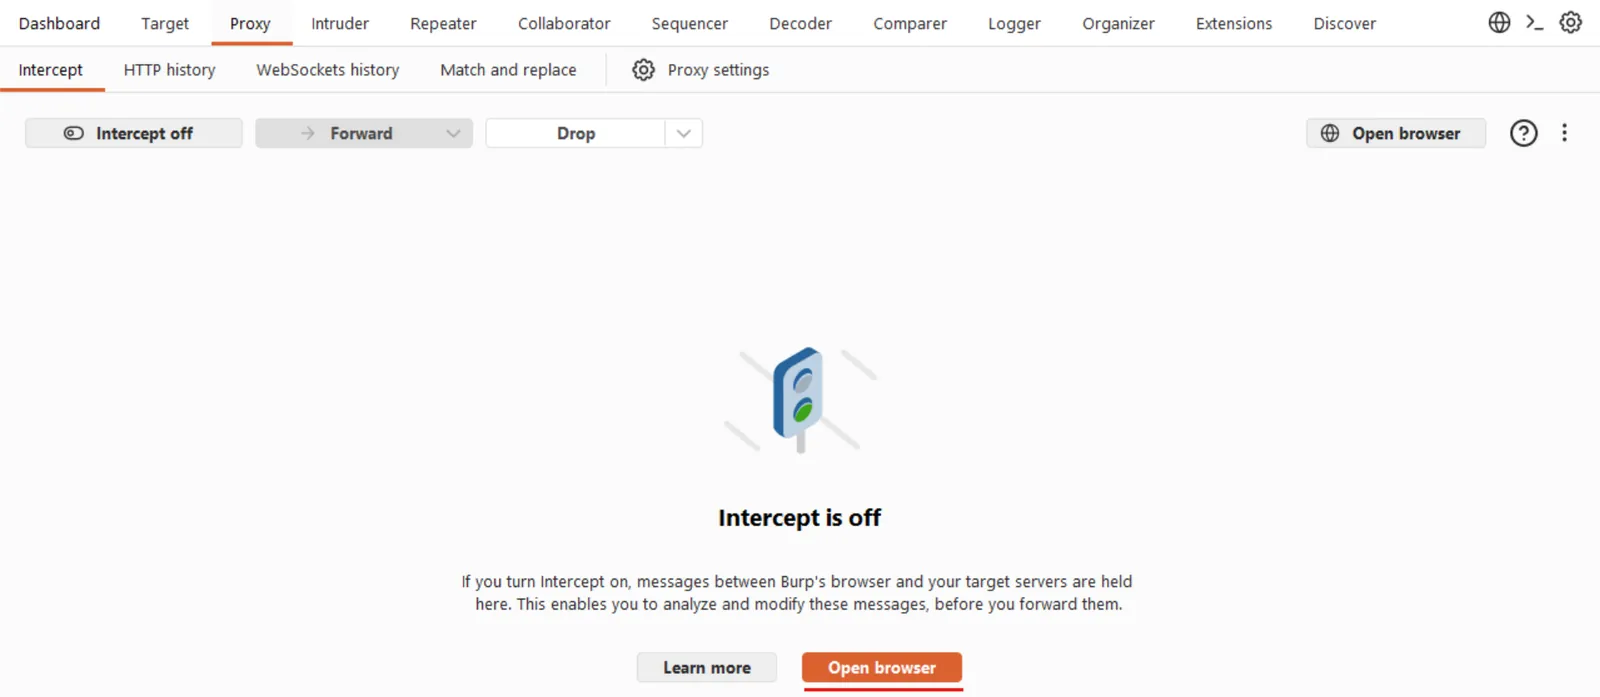 Dashboard Target Proxy Intruder Repeater Collaborator Sequencer Decoder Comparer Logger Organizer Extensions Discover
Intercept HTTP history WebSockets history Match and replace Proxy settings
Intercept off Forward Drop Open browser
Intercept is off
If you turn Intercept on, messages between Burp's browser and your target servers are held
here. This enables you to analyze and modify these messages, before you forward them.
Learn more Open browser